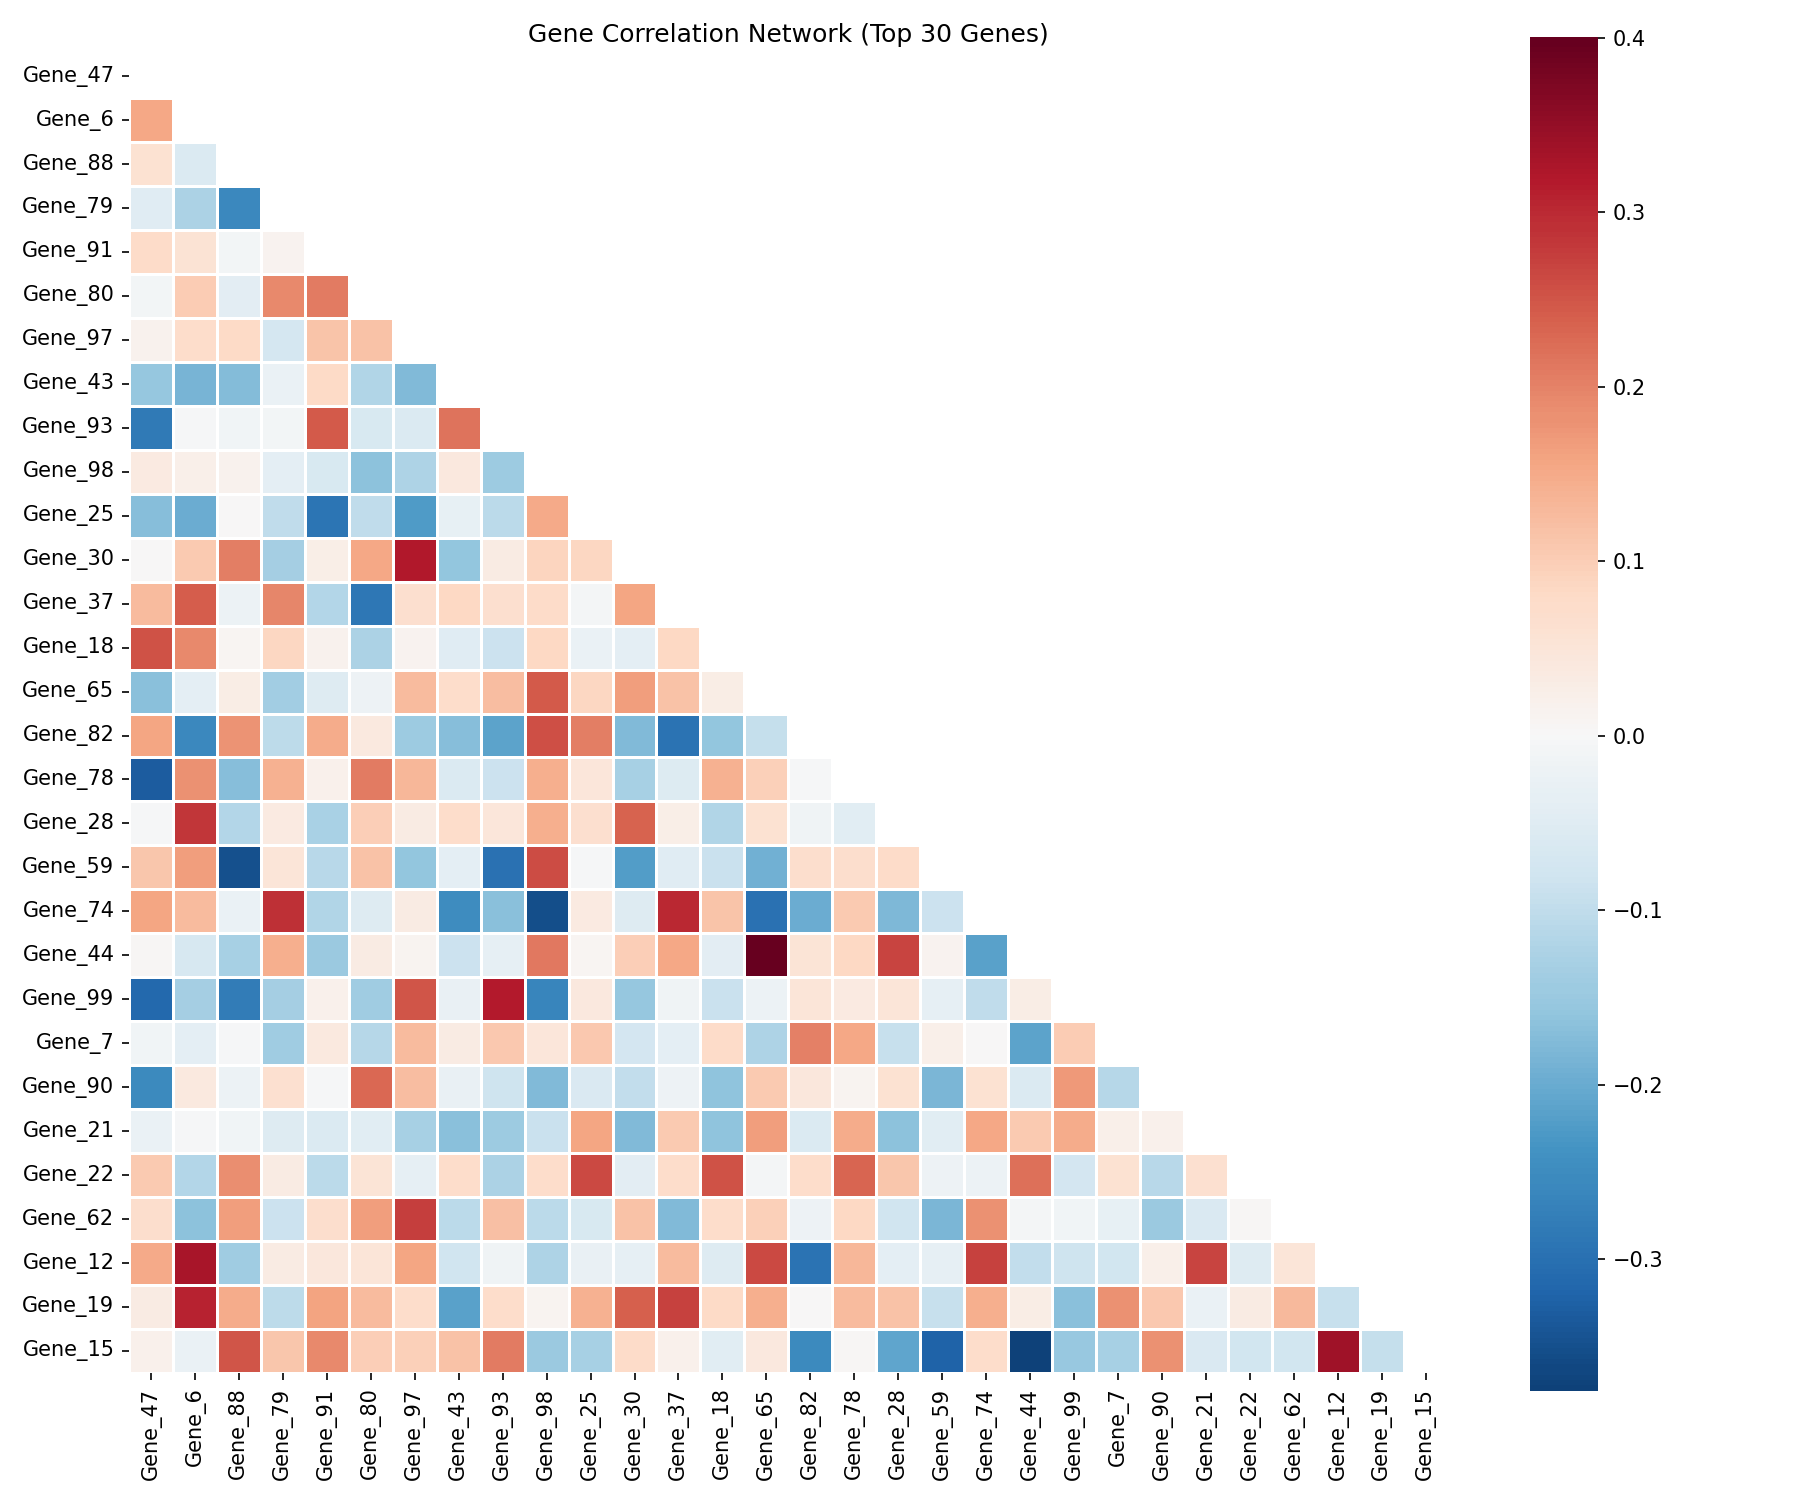 Gene Correlation Network (Top 30 Genes)
Gene_47
Gene_6
Gene_88
Gene_79
Gene_91
Gene_80
Gene_97
Gene_43
Gene_93
Gene_98
Gene_25
Gene_30
Gene_37
Gene_18
Gene_65
Gene_82
Gene_78
Gene_28
Gene_59
Gene_74
Gene_44
Gene_99
Gene_7
Gene_90
Gene_21
Gene_22
Gene_62
Gene_12
Gene_19
Gene_15
Gene_47
Gene_6
Gene_88
Gene_79
Gene_91
Gene_80
Gene_97
Gene_43
Gene_93
Gene_98
Gene_25
Gene_30
Gene_37
Gene_18
Gene_65
Gene_82
Gene_78
Gene_28
Gene_59
Gene_74
Gene_44
Gene_99
Gene_7
Gene_90
Gene_21
Gene_22
Gene_62
Gene_12
Gene_19
Gene_15
0.4
0.3
0.2
0.1
0.0
−0.1
−0.2
−0.3